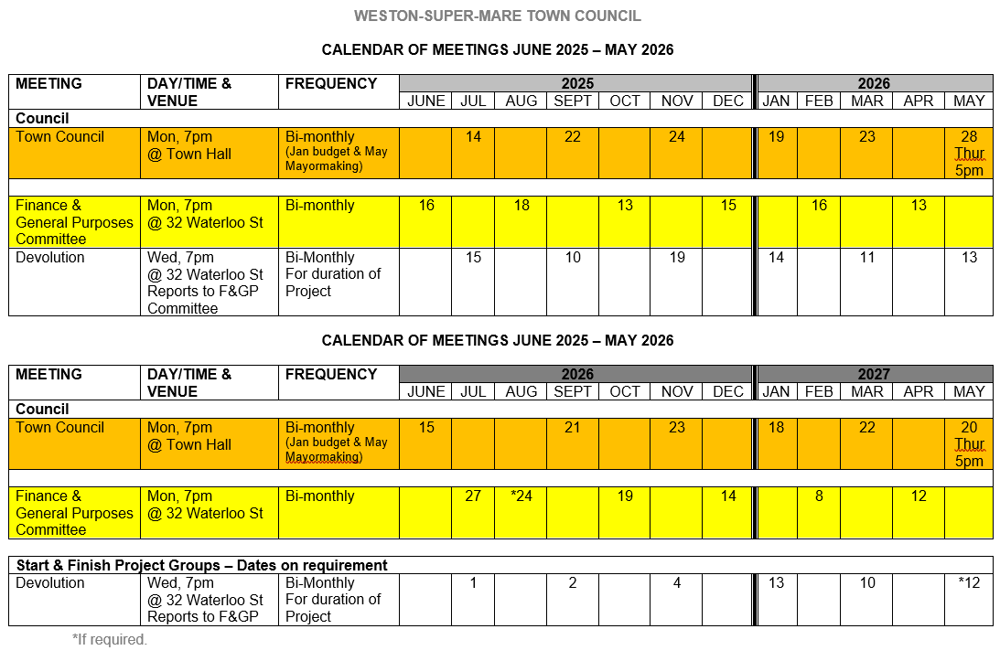 WESTON-SUPER-MARE TOWN COUNCIL
CALENDAR OF MEETINGS JUNE 2025 – MAY 2026
MEETING DAY/TIME & VENUE FREQUENCY 2025 2026
JUNE JUL AUG SEPT OCT NOV DEC JAN FEB MAR APR MAY
Council
Town Council Mon, 7pm Bi-monthly 14 22 24 19 23 28
@ Town Hall (Jan budget & May Thur
Mayormaking) 5pm
Finance & Mon, 7pm Bi-monthly 16 18 13 15 16 13
General Purposes @ 32 Waterloo St
Committee
Devolution Wed, 7pm Bi-Monthly 15 10 19 14 11 13
@ 32 Waterloo St For duration of
Reports to F&GP Project
Committee
CALENDAR OF MEETINGS JUNE 2025 – MAY 2026
MEETING DAY/TIME & VENUE FREQUENCY 2026 2027
JUNE JUL AUG SEPT OCT NOV DEC JAN FEB MAR APR MAY
Council
Town Council Mon, 7pm Bi-monthly 15 21 23 18 22 20
@ Town Hall (Jan budget & May Thur
Mayormaking) 5pm
Finance & Mon, 7pm Bi-monthly 27 *24 19 14 8 12
General Purposes @ 32 Waterloo St
Committee
Start & Finish Project Groups – Dates on requirement
Devolution Wed, 7pm Bi-Monthly 1 2 4 13 10 *12
@ 32 Waterloo St For duration of
Reports to F&GP Project
*If required.